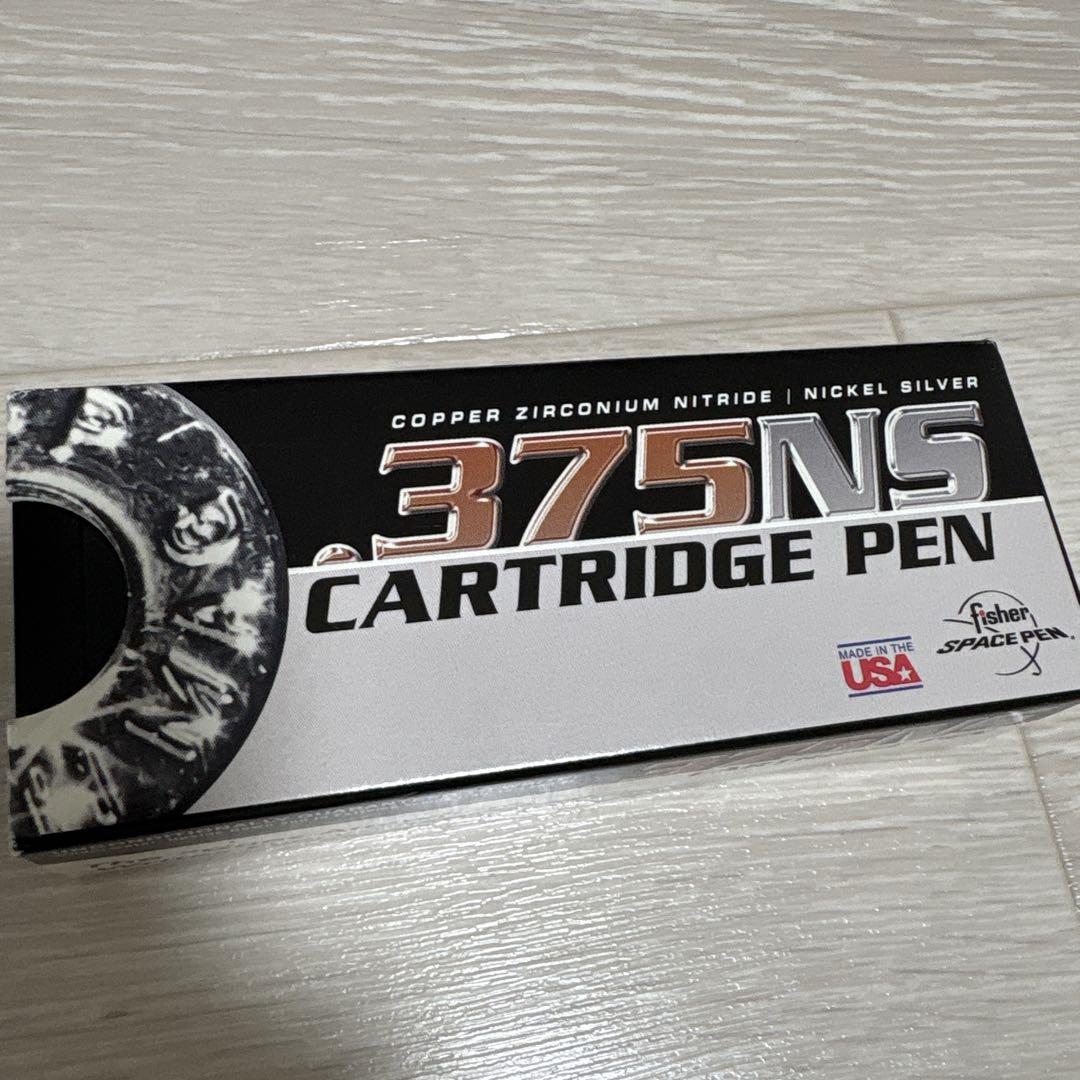 COPPER ZIRCONIUM NITRIDE | NICKEL SILVER
.375NS
CARTRIDGE PEN
MADE IN THE
USA
fisher
SPACE PEN®